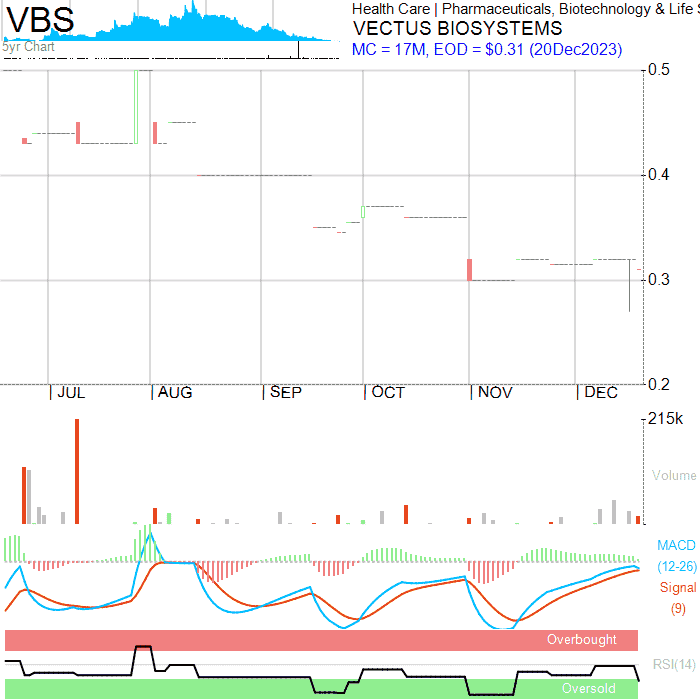 VBS
5yr Chart
Health Care | Pharmaceuticals, Biotechnology & Life
VECTUS BIOSYSTEMS
MC = 17M, EOD = $0.31 (20Dec2023)
0.5
0.4
0.3
0.2
| JUL | AUG | SEP | OCT | NOV | DEC
215k
Volume
MACD
(12-26)
Signal
(9)
Overbought
RSI(14)
Oversold